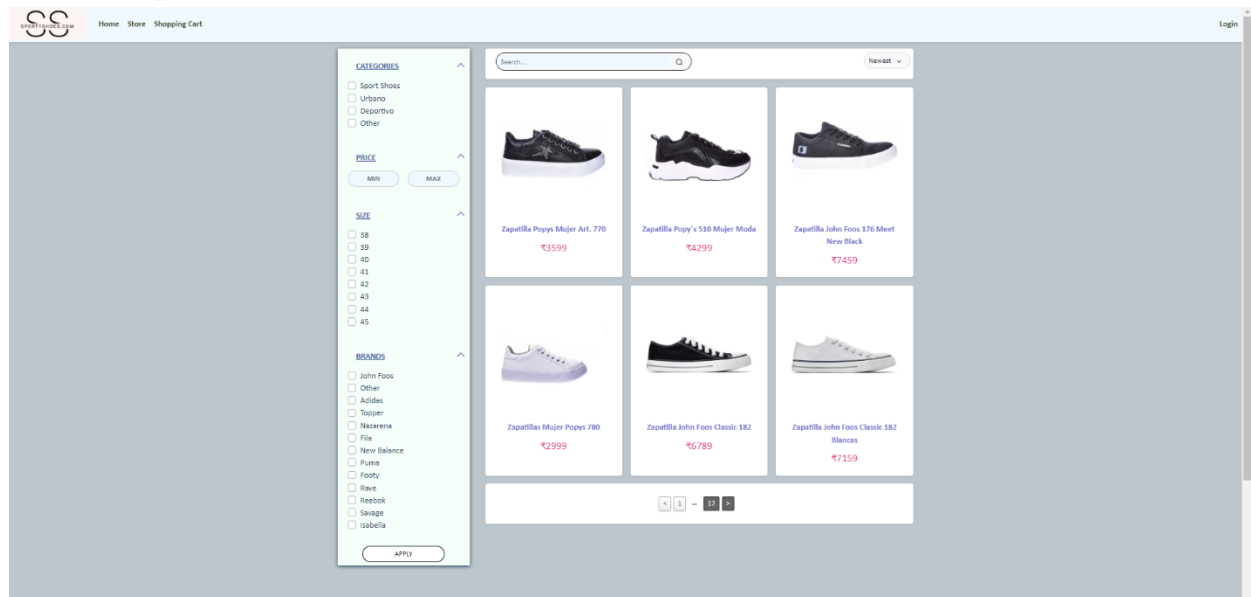 SS
SPORTYSHOES.COM
Home Store Shopping Cart
Login
CATEGORIES
Sport Shoes
Urbano
Deportivo
Other
PRICE
MIN MAX
SIZE
38
39
40
41
42
43
44
45
BRANDS
John Foos
Other
Adidas
Topper
Nazarena
Fila
New Balance
Puma
Footy
Rave
Reebok
Savage
Isabella
APPLY
Search...
Newest
Zapatilla Popys Mujer Art. 770
₹3599
Zapatilla Popy´s 510 Mujer Moda
₹4299
Zapatilla John Foos 176 Meet
New Black
₹7459
Zapatillas Mujer Popys 780
₹2999
Zapatilla John Foos Classic 182
₹6789
Zapatilla John Foos Classic 182
Blancas
₹7159
< 1 ... 17 >